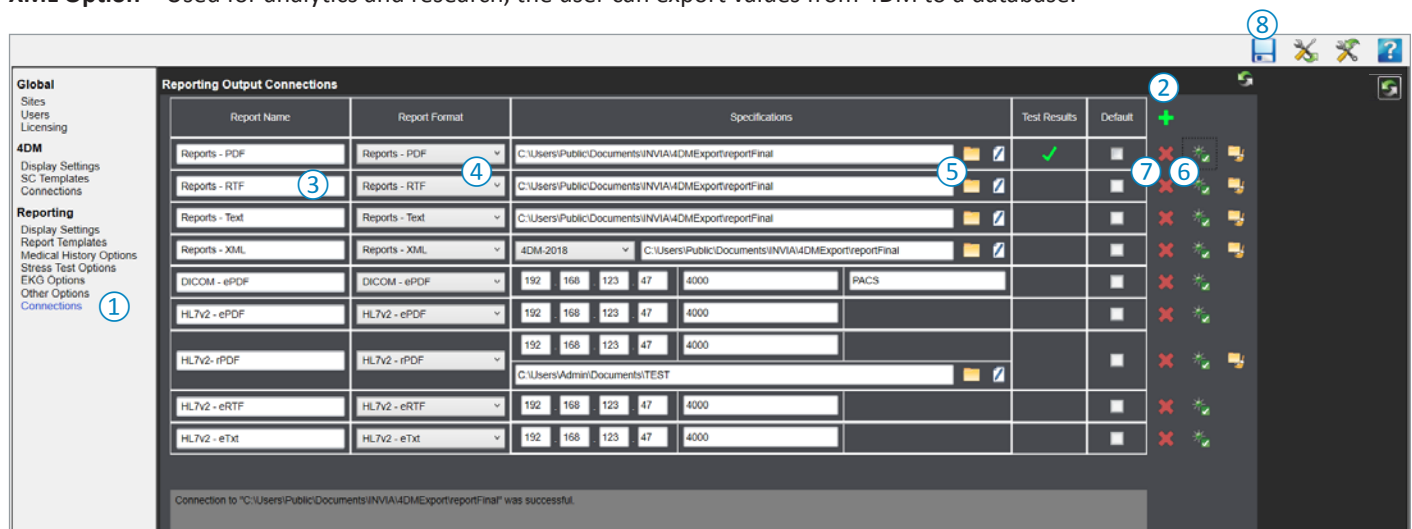 XML Option – Used for analytics and research, the user can export values from 4DM to a database.
8
?
Global
Sites
Users
Licensing
4DM
Display Settings
SC Templates
Connections
Reporting
Display Settings
Report Templates
Medical History Options
Stress Test Options
EKG Options
Other Options
Connections
1
Reporting Output Connections
2
Report Name Report Format Specifications Test Results Default
Reports - PDF Reports - PDF C:\Users\Public\Documents\INVIA\4DMExport\reportFinal
3 4 5 7 6
Reports - RTF Reports - RTF C:\Users\Public\Documents\INVIA\4DMExport\reportFinal
Reports - Text Reports - Text C:\Users\Public\Documents\INVIA\4DMExport\reportFinal
Reports - XML Reports - XML 4DM-2018 C:\Users\Public\Documents\INVIA\4DMExport\reportFinal
DICOM - ePDF DICOM - ePDF 192 . 168 . 123 . 47 4000 PACS
HL7v2 - ePDF HL7v2 - ePDF 192 . 168 . 123 . 47 4000
HL7v2- rPDF HL7v2 - rPDF 192 . 168 . 123 . 47 4000
C:\Users\Admin\Documents\TEST
HL7v2 - eRTF HL7v2 - eRTF 192 . 168 . 123 . 47 4000
HL7v2 - eTxt HL7v2 - eTxt 192 . 168 . 123 . 47 4000
Connection to "C:\Users\Public\Documents\INVIA\4DMExport\reportFinal" was successful.